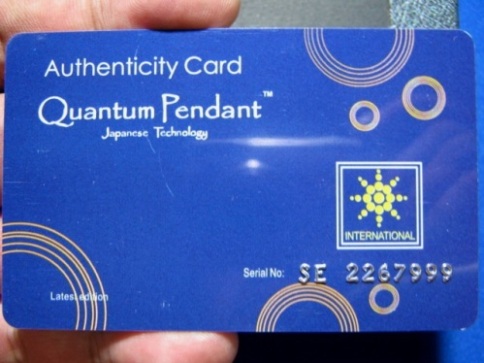 Authenticity Card
Quantum Pendant™
Japanese Technology
INTERNATIONAL
Serial No: SE 2267999
Latest edition